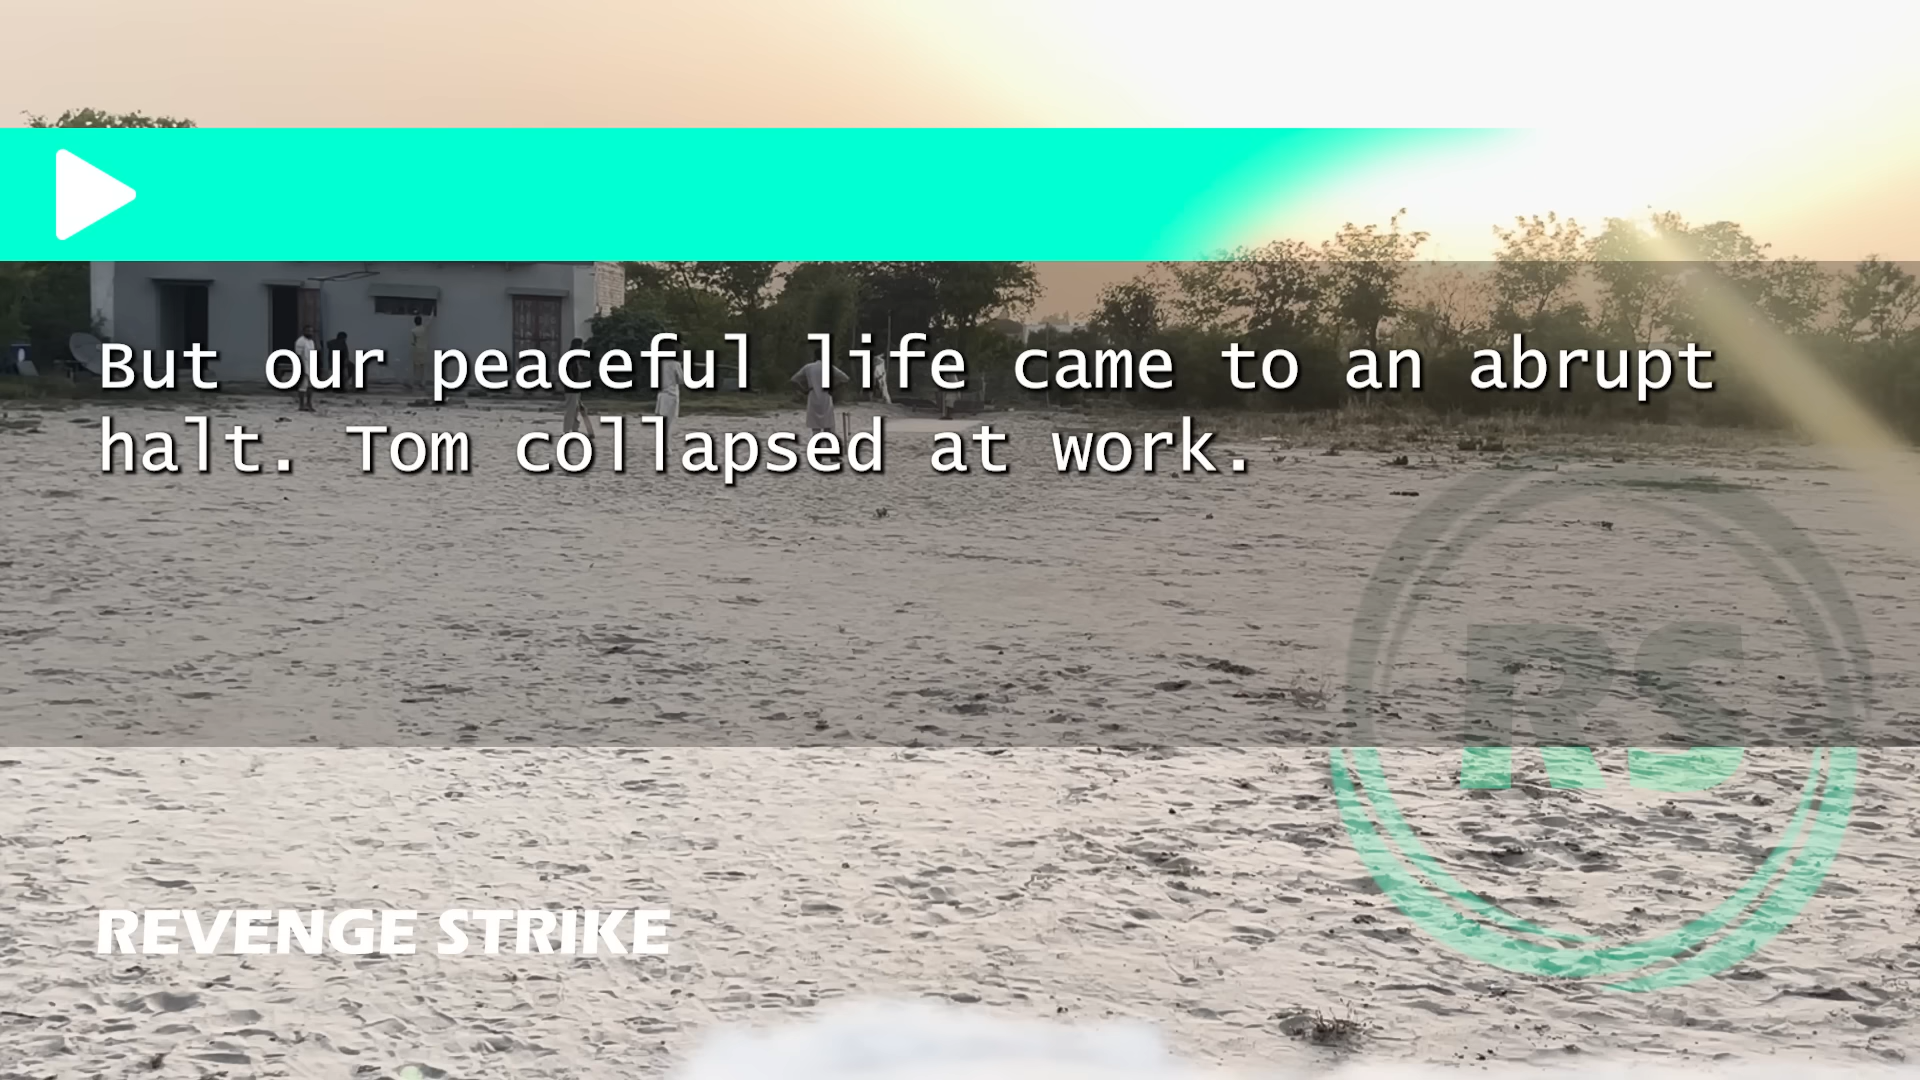 But our peaceful life came to an abrupt
halt. Tom collapsed at work.
RS
REVENGE STRIKE